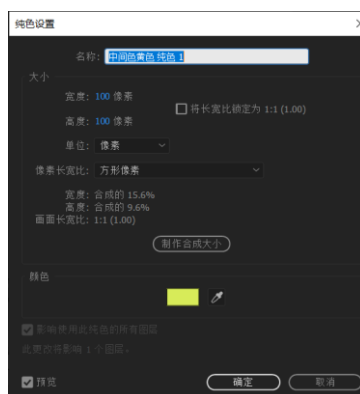 纯色设置
名称: 中间色黄色 纯色 1
大小
宽度: 100 像素
将长宽比锁定为 1:1 (1.00)
高度: 100 像素
单位: 像素
像素长宽比: 方形像素
宽度: 合成的 15.6%
高度: 合成的 9.6%
画面长宽比: 1:1 (1.00)
制作合成大小
颜色
影响使用此纯色的所有图层
此更改将影响 1 个图层。
预览
确定
取消